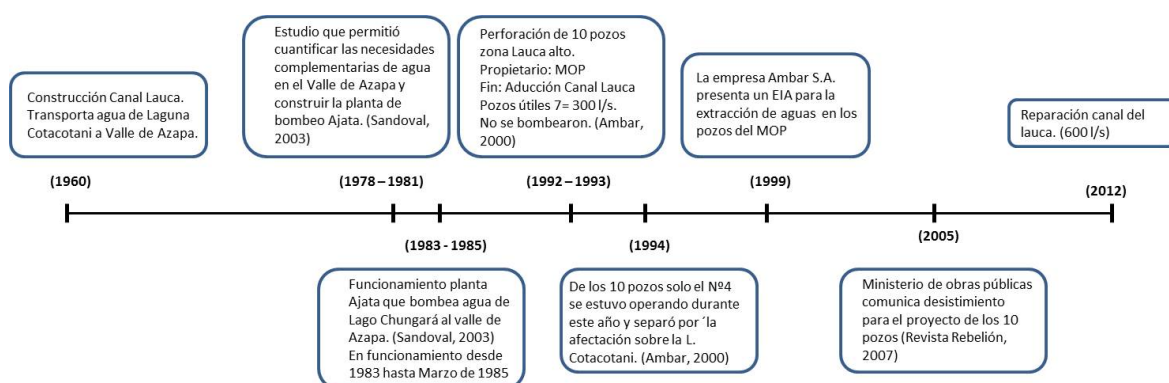 Construcción Canal Lauca.
Transporta agua de Laguna
Cotacotani a Valle de Azapa.
(1960)
Estudio que permitió
cuantificar las necesidades
complementarias de agua
en el Valle de Azapa y
construir la planta de
bombeo Ajata. (Sandoval,
2003)
(1978 – 1981)
Perforación de 10 pozos
zona Lauca alto.
Propietario: MOP
Fin: Aducción Canal Lauca
Pozos útiles 7= 300 l/s.
No se bombearon. (Ambar,
2000)
(1992 – 1993)
La empresa Ambar S.A.
presenta un EIA para la
extracción de aguas en los
pozos del MOP
(1999)
Reparación canal del
lauca. (600 l/s)
(2012)
(1983 - 1985)
Funcionamiento planta
Ajata que bombea agua de
Lago Chungará al valle de
Azapa. (Sandoval, 2003)
En funcionamiento desde
1983 hasta Marzo de 1985
(1994)
De los 10 pozos solo el Nº4
se estuvo operando durante
este año y separó por ´la
afectación sobre la L.
Cotacotani. (Ambar, 2000)
(2005)
Ministerio de obras públicas
comunica desistimiento
para el proyecto de los 10
pozos (Revista Rebelión,
2007)